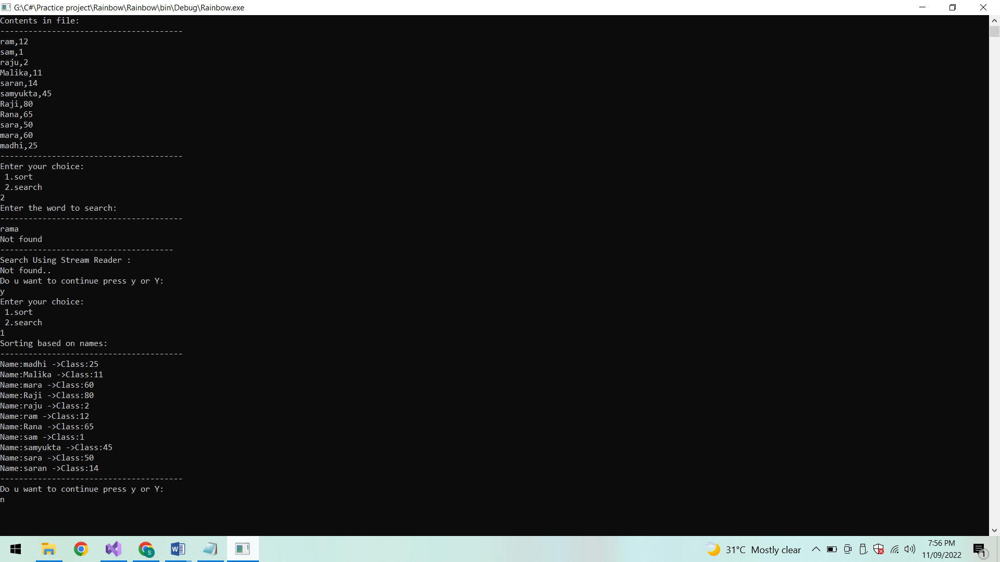 G:\C#\Practice project\Rainbow\Rainbow\bin\Debug\Rainbow.exe
Contents in file:
---------------------------------------
ram,12
sam,1
raju,2
Malika,11
saran,14
samyukta,45
Raji,80
Rana,65
sara,50
mara,60
madhi,25
---------------------------------------
Enter your choice:
 1.sort
 2.search
2
Enter the word to search:
---------------------------------------
rama
Not found
-------------------------------------
Search Using Stream Reader :
Not found..
Do u want to continue press y or Y:
y
Enter your choice:
 1.sort
 2.search
1
Sorting based on names:
---------------------------------------
Name:madhi ->Class:25
Name:Malika ->Class:11
Name:mara ->Class:60
Name:Raji ->Class:80
Name:raju ->Class:2
Name:ram ->Class:12
Name:Rana ->Class:65
Name:sam ->Class:1
Name:samyukta ->Class:45
Name:sara ->Class:50
Name:saran ->Class:14
---------------------------------------
Do u want to continue press y or Y:
n
S
W
31°C Mostly clear
7:56 PM
11/09/2022
1